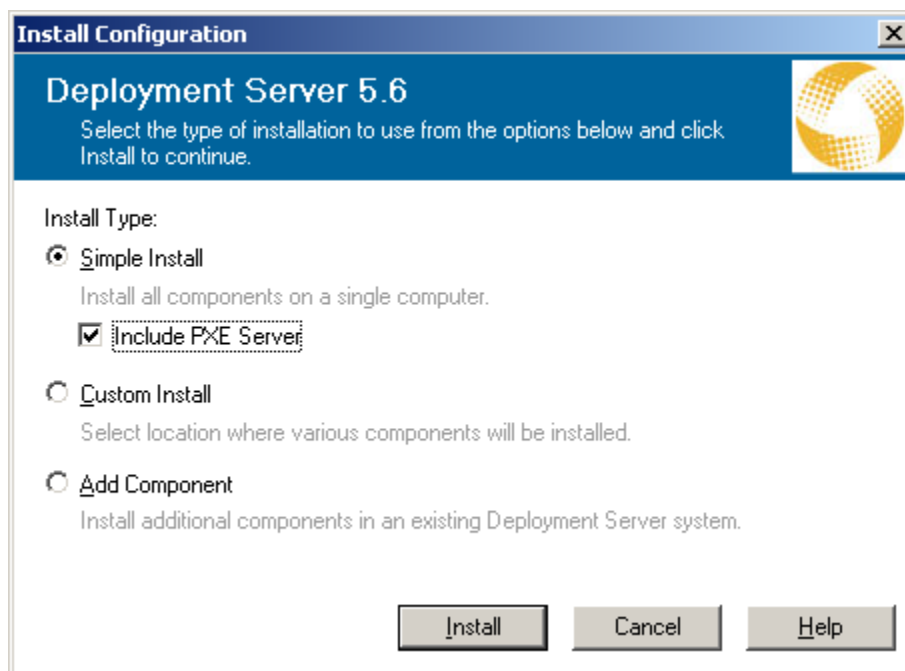 Install Configuration
Deployment Server 5.6
Select the type of installation to use from the options below and click
Install to continue.
Install Type:
Simple Install
Install all components on a single computer.
Include PXE Server
Custom Install
Select location where various components will be installed.
Add Component
Install additional components in an existing Deployment Server system.
Install
Cancel
Help